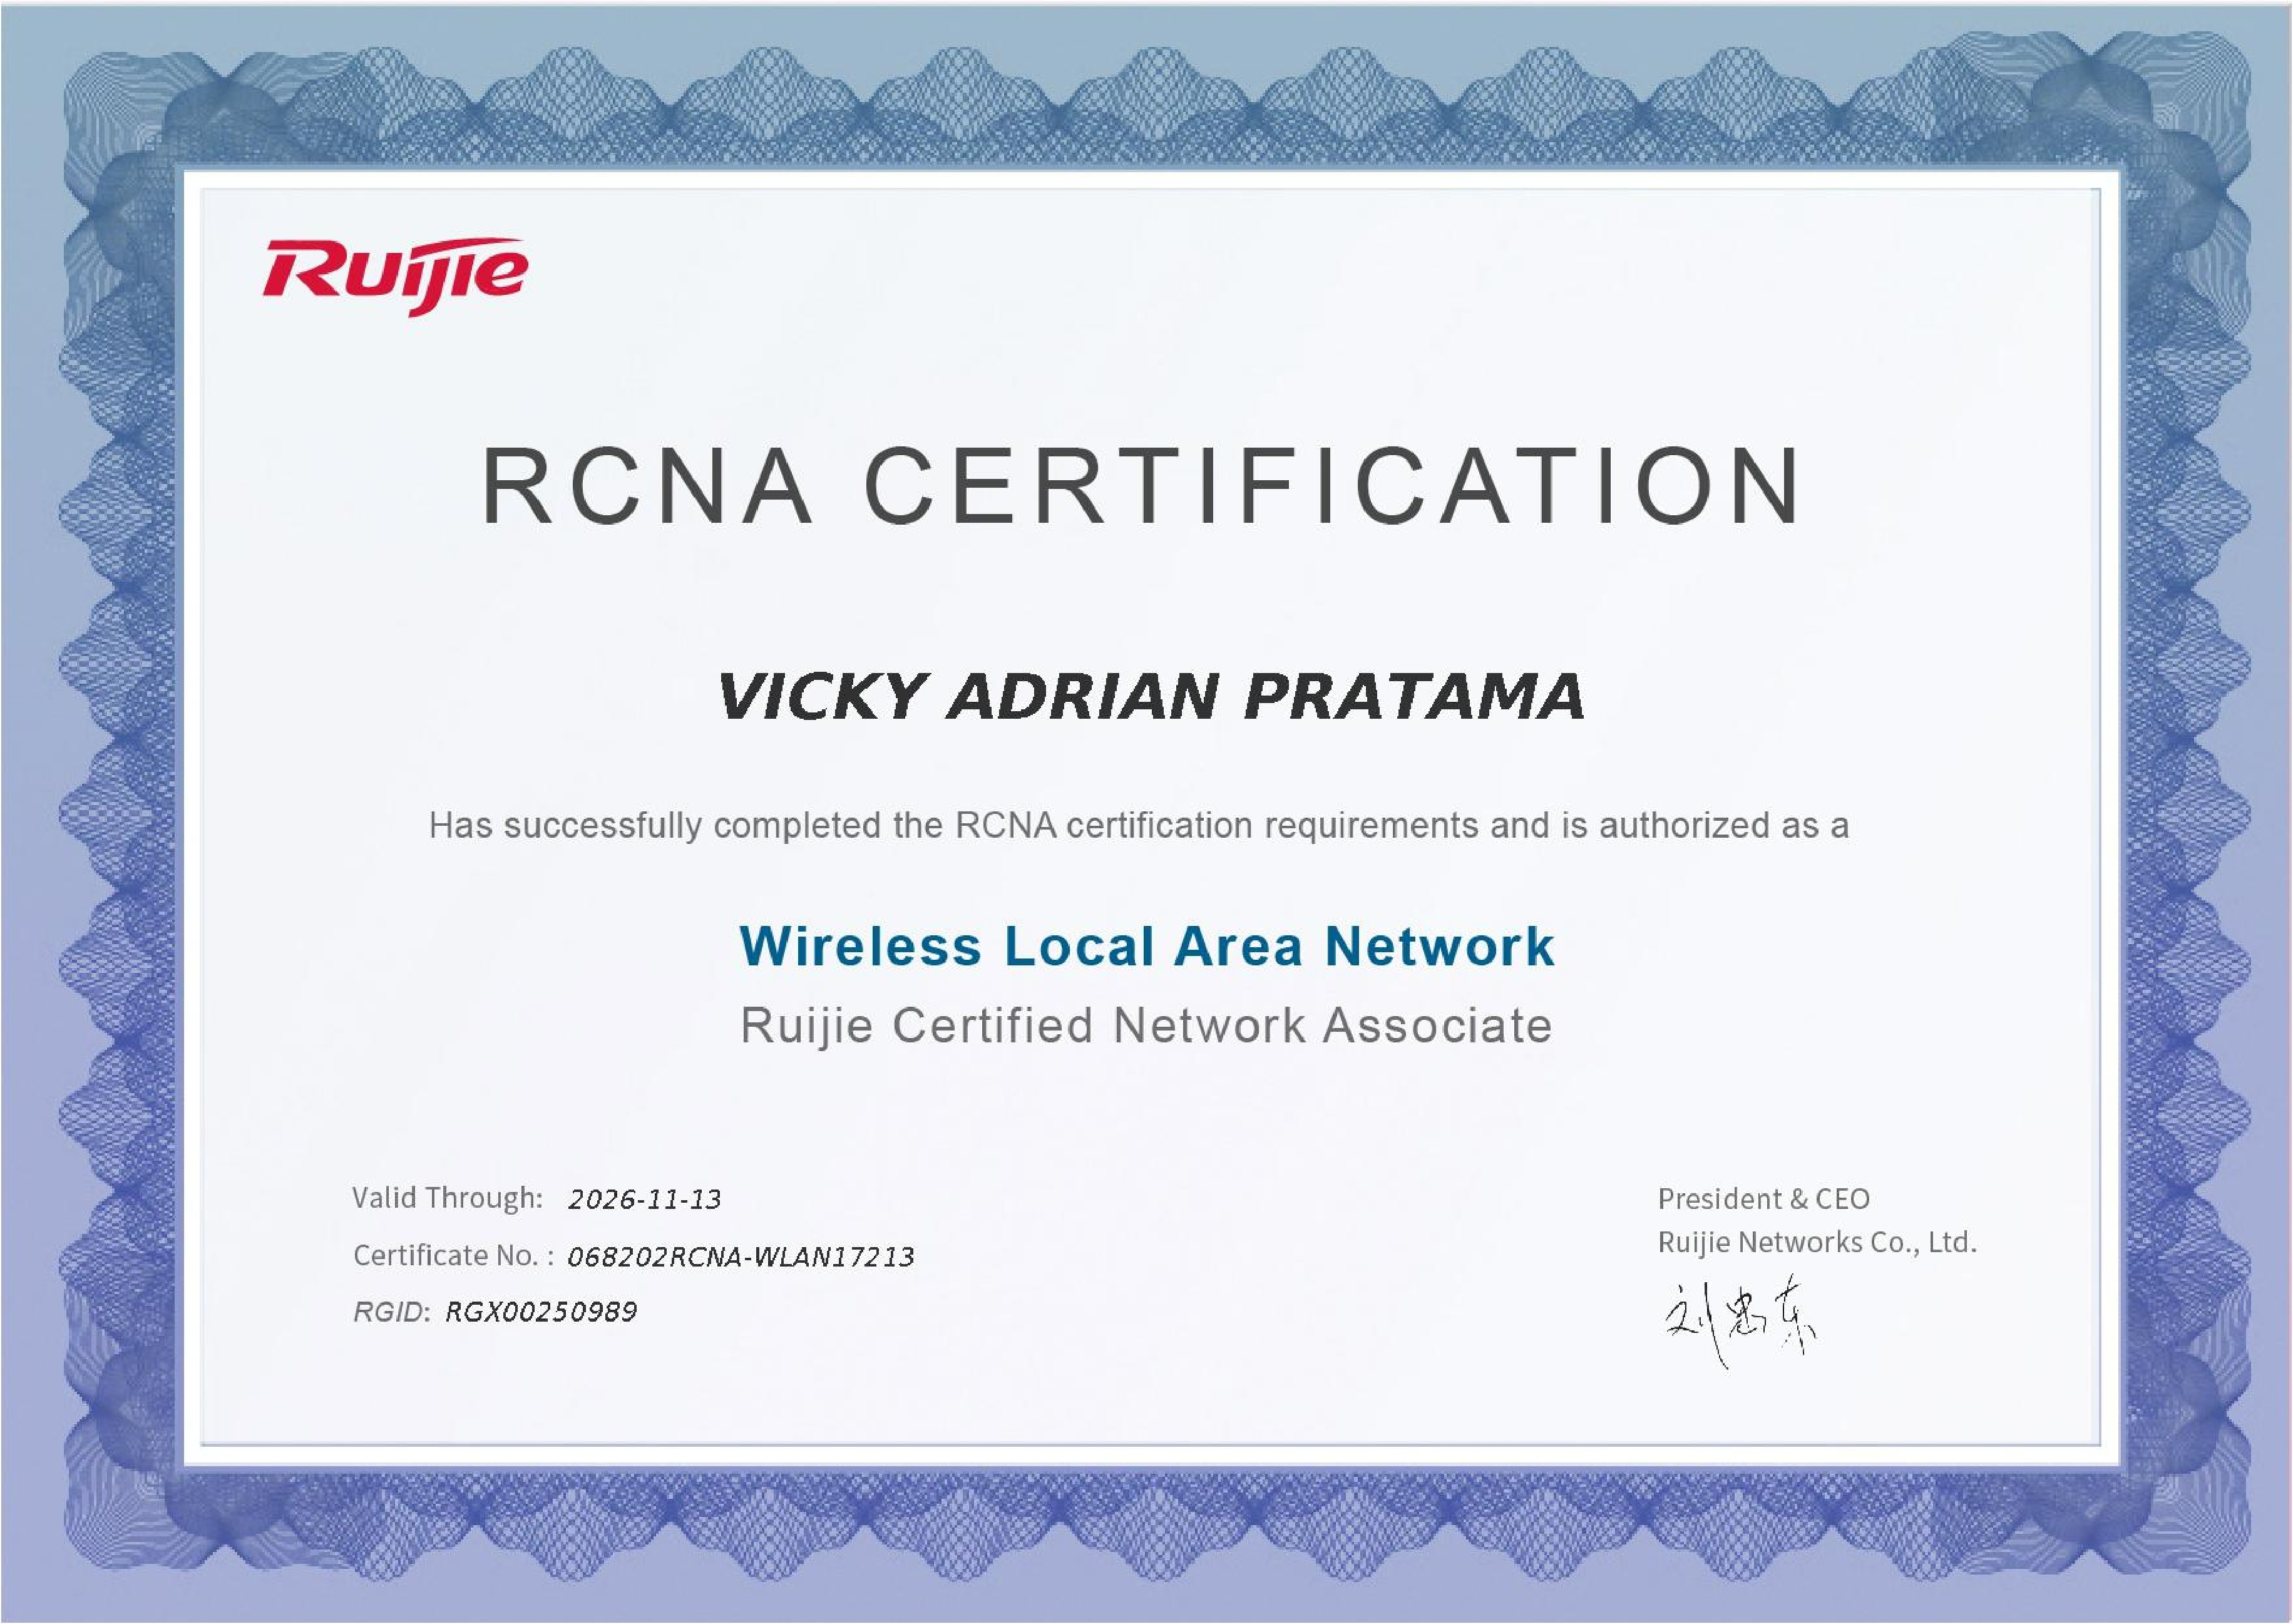 Ruijie
RCNA CERTIFICATION
VICKY ADRIAN PRATAMA
Has successfully completed the RCNA certification requirements and is authorized as a
Wireless Local Area Network
Ruijie Certified Network Associate
Valid Through: 2026-11-13
Certificate No. : 068202RCNA-WLAN17213
RGID: RGX00250989
President & CEO
Ruijie Networks Co., Ltd.
刘忠东